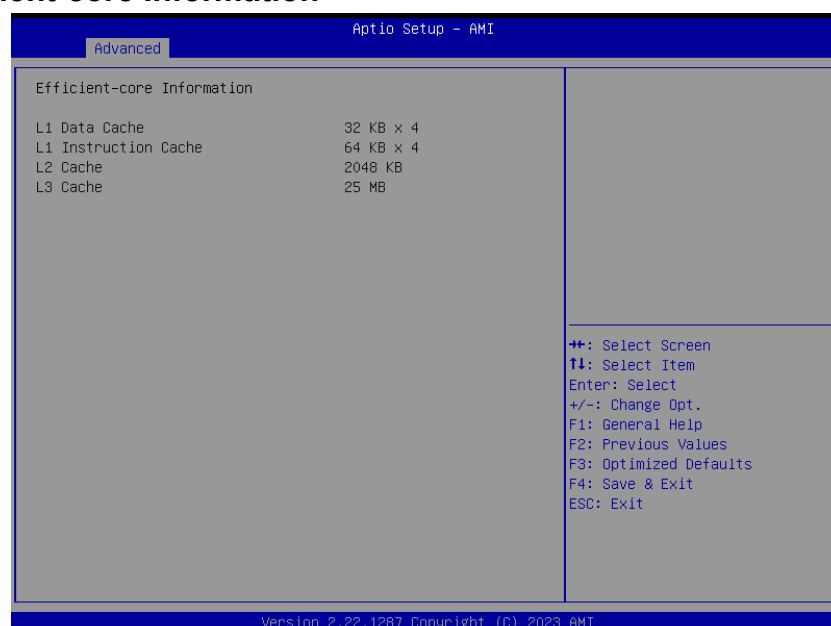 Aptio Setup – AMI
Advanced
Efficient-core Information
L1 Data Cache 32 KB x 4
L1 Instruction Cache 64 KB x 4
L2 Cache 2048 KB
L3 Cache 25 MB
→←: Select Screen
↑↓: Select Item
Enter: Select
+/-: Change Opt.
F1: General Help
F2: Previous Values
F3: Optimized Defaults
F4: Save & Exit
ESC: Exit
Version 2.22.1287 Copyright (C) 2023 AMI